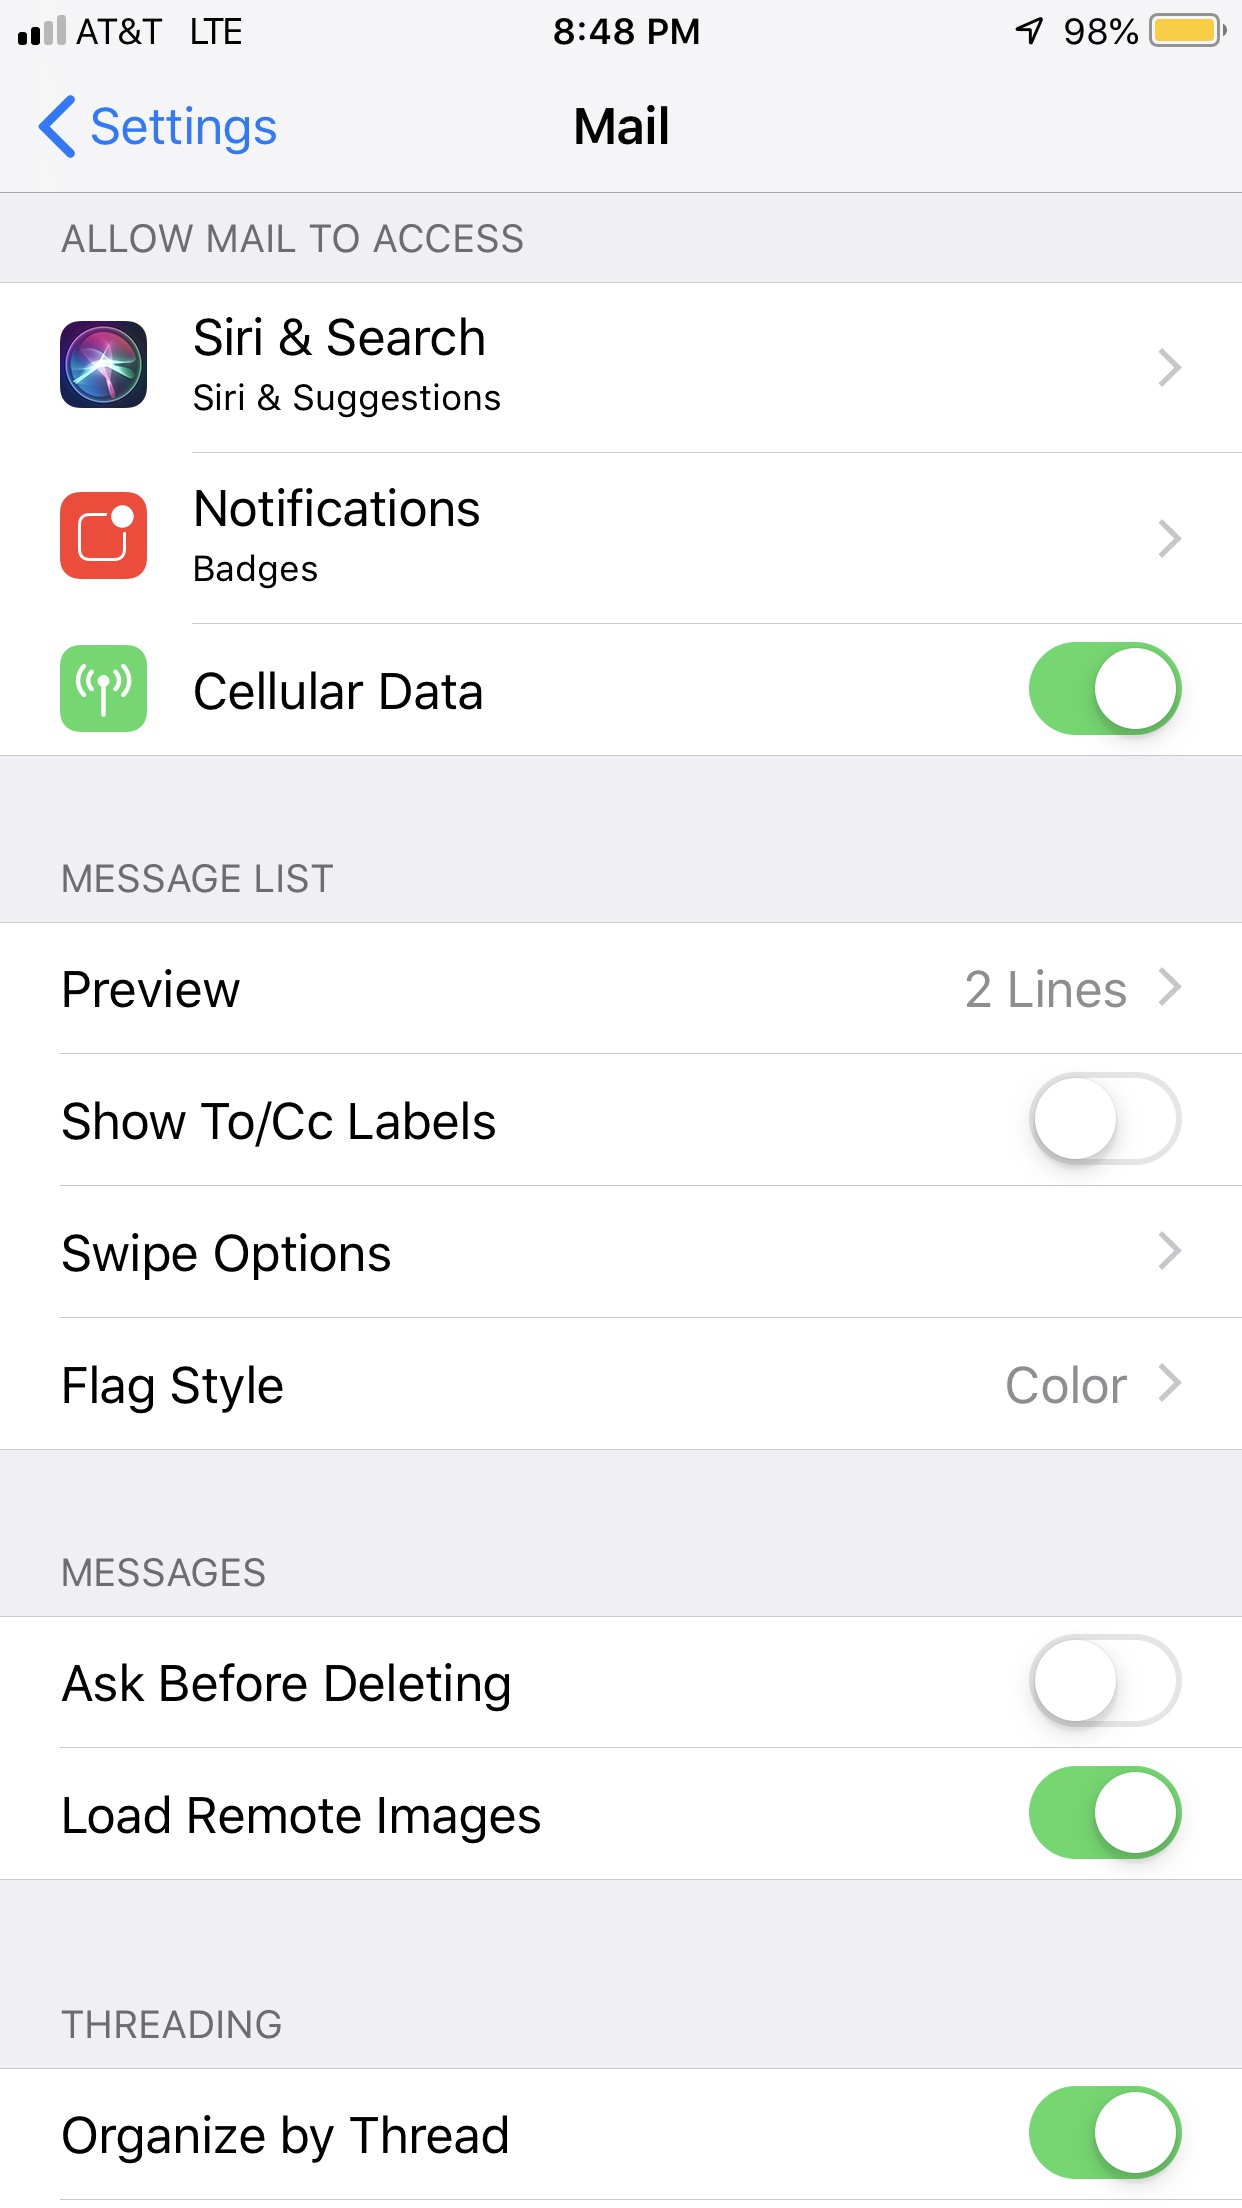 AT&T LTE 8:48 PM 98%
Settings Mail
ALLOW MAIL TO ACCESS
Siri & Search
Siri & Suggestions
Notifications
Badges
Cellular Data
MESSAGE LIST
Preview 2 Lines
Show To/Cc Labels
Swipe Options
Flag Style Color
MESSAGES
Ask Before Deleting
Load Remote Images
THREADING
Organize by Thread